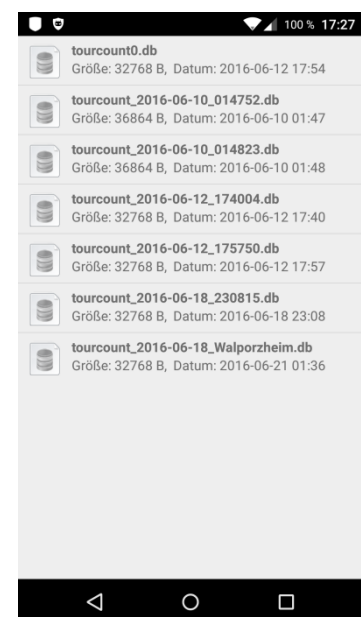 100 % 17:27
tourcount0.db
Größe: 32768 B, Datum: 2016-06-12 17:54
tourcount_2016-06-10_014752.db
Größe: 36864 B, Datum: 2016-06-10 01:47
tourcount_2016-06-10_014823.db
Größe: 36864 B, Datum: 2016-06-10 01:48
tourcount_2016-06-12_174004.db
Größe: 32768 B, Datum: 2016-06-12 17:40
tourcount_2016-06-12_175750.db
Größe: 32768 B, Datum: 2016-06-12 17:57
tourcount_2016-06-18_230815.db
Größe: 32768 B, Datum: 2016-06-18 23:08
tourcount_2016-06-18_Walporzheim.db
Größe: 32768 B, Datum: 2016-06-21 01:36